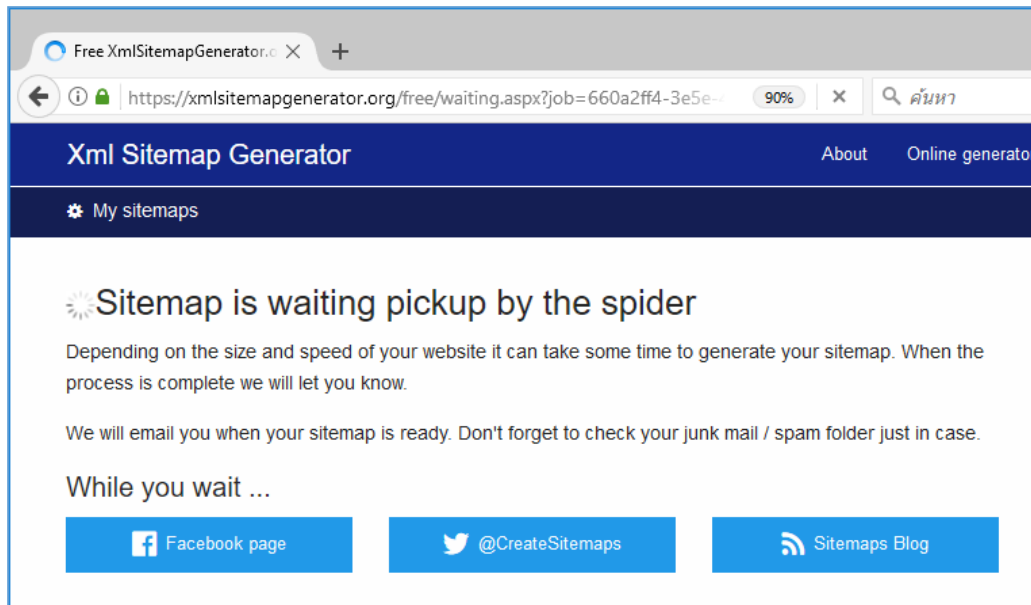 Free XmlSitemapGenerator.o
https://xmlsitemapgenerator.org/free/waiting.aspx?job=660a2ff4-3e5e- 90% ค้นหา
Xml Sitemap Generator About Online generato
My sitemaps
Sitemap is waiting pickup by the spider
Depending on the size and speed of your website it can take some time to generate your sitemap. When the
process is complete we will let you know.
We will email you when your sitemap is ready. Don't forget to check your junk mail / spam folder just in case.
While you wait ...
Facebook page @CreateSitemaps Sitemaps Blog